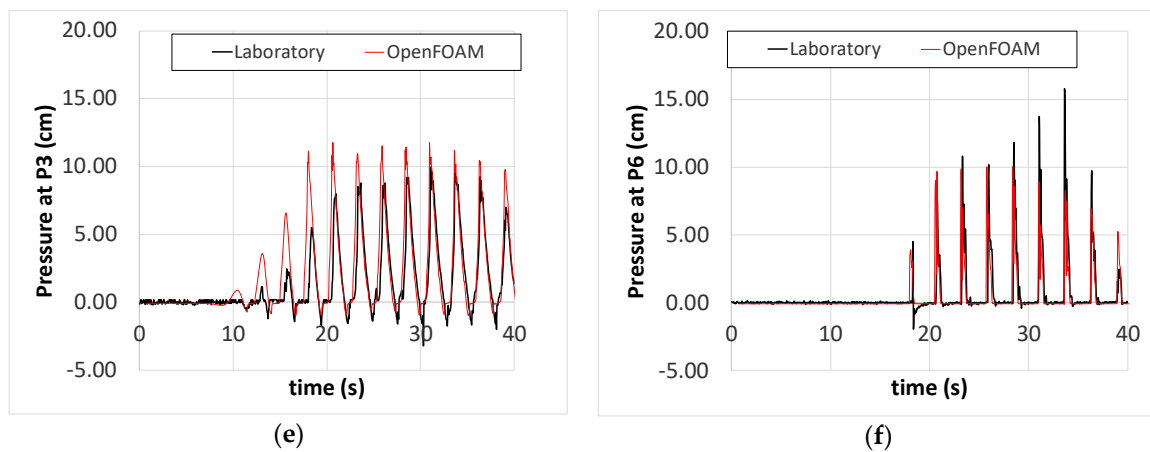 20.00
Laboratory
OpenFOAM
15.00
10.00
5.00
0.00
-5.00
0
10
20
30
40
Pressure at P3 (cm)
time (s)
(e)
20.00
Laboratory
OpenFOAM
15.00
10.00
5.00
0.00
-5.00
0
10
20
30
40
Pressure at P6 (cm)
time (s)
(f)